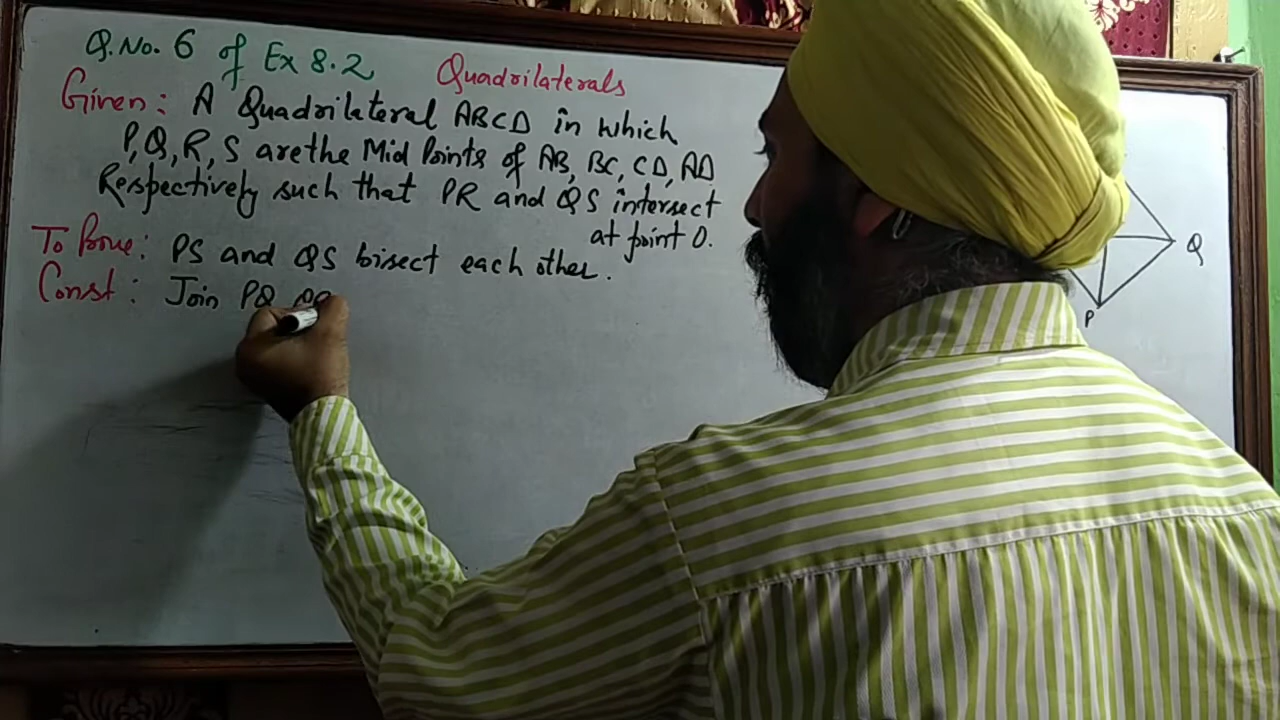 Q.No. 6 of Ex 8.2
Quadrilaterals
Given: A Quadrilateral ABCD in which
P,Q,R,S are the Mid Points of AB, BC, CD, AD
Respectively such that PR and QS intersect
at point O.
To Prove: PS and QS bisect each other.
Const: Join PQ
Q
P